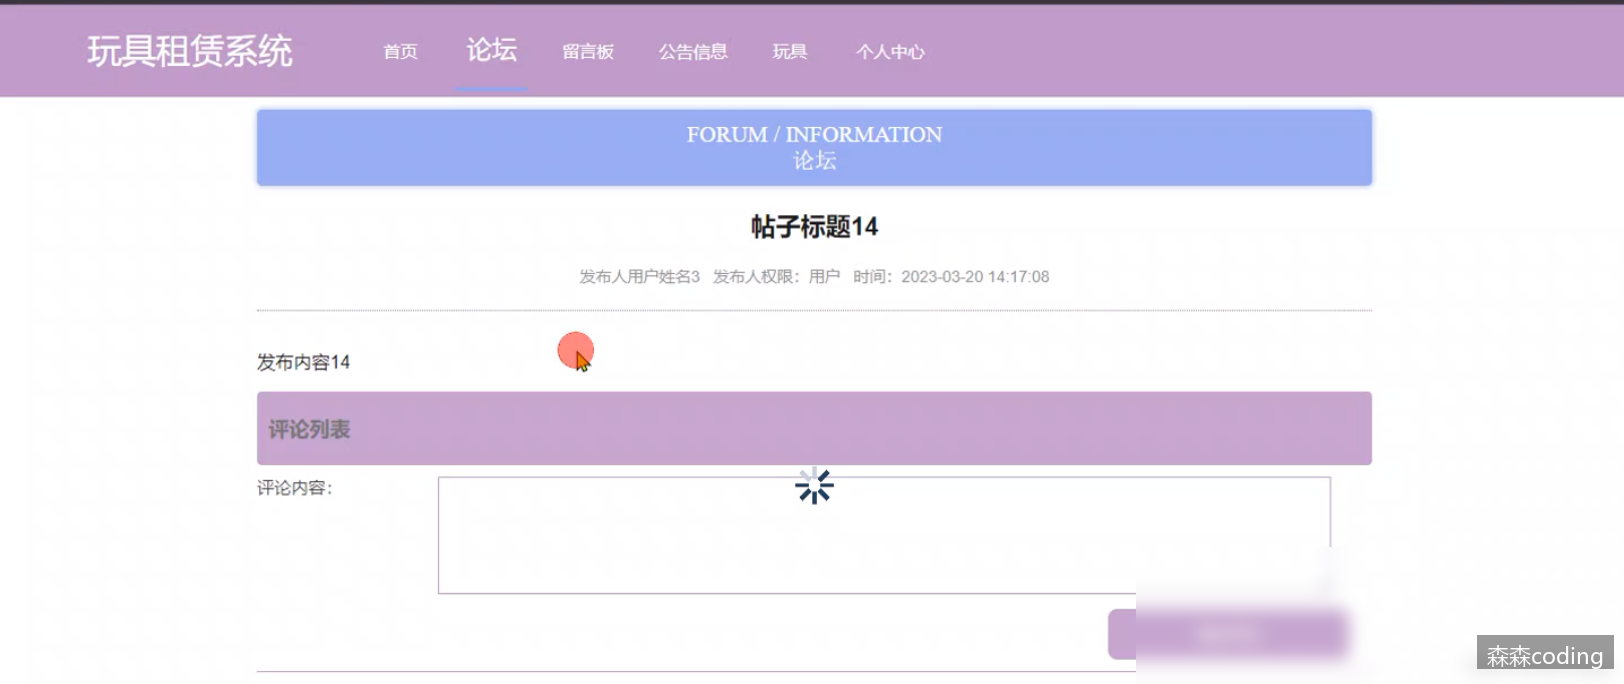 玩具租赁系统 首页 论坛 留言板 公告信息 玩具 个人中心
FORUM / INFORMATION
论坛
帖子标题14
发布人用户姓名3 发布人权限：用户 时间：2023-03-20 14:17:08
发布内容14
评论列表
评论内容：
森森coding